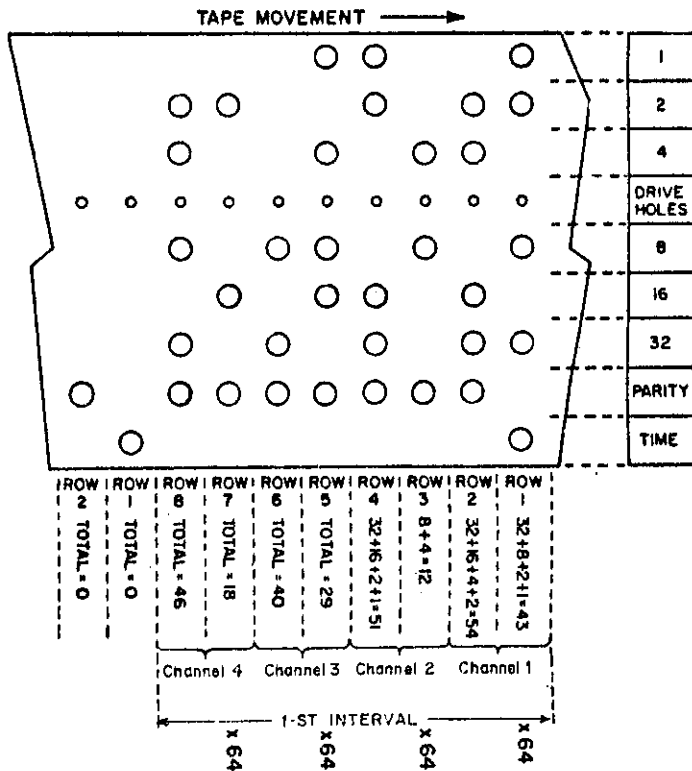 TAPE MOVEMENT
1
2
4
DRIVE
HOLES
8
16
32
PARITY
TIME
ROW ROW ROW ROW ROW ROW ROW ROW ROW ROW
2 1 8 7 6 5 4 3 2 1
TOTAL = 0
TOTAL = 0
TOTAL = 46
TOTAL = 18
TOTAL = 40
TOTAL = 29
32+16+2+1=51
8+4=12
32+16+4+2=54
32+8+2+1=43
Channel 4 Channel 3 Channel 2 Channel 1
1-ST INTERVAL
x 64 x 64 x 64 x 64